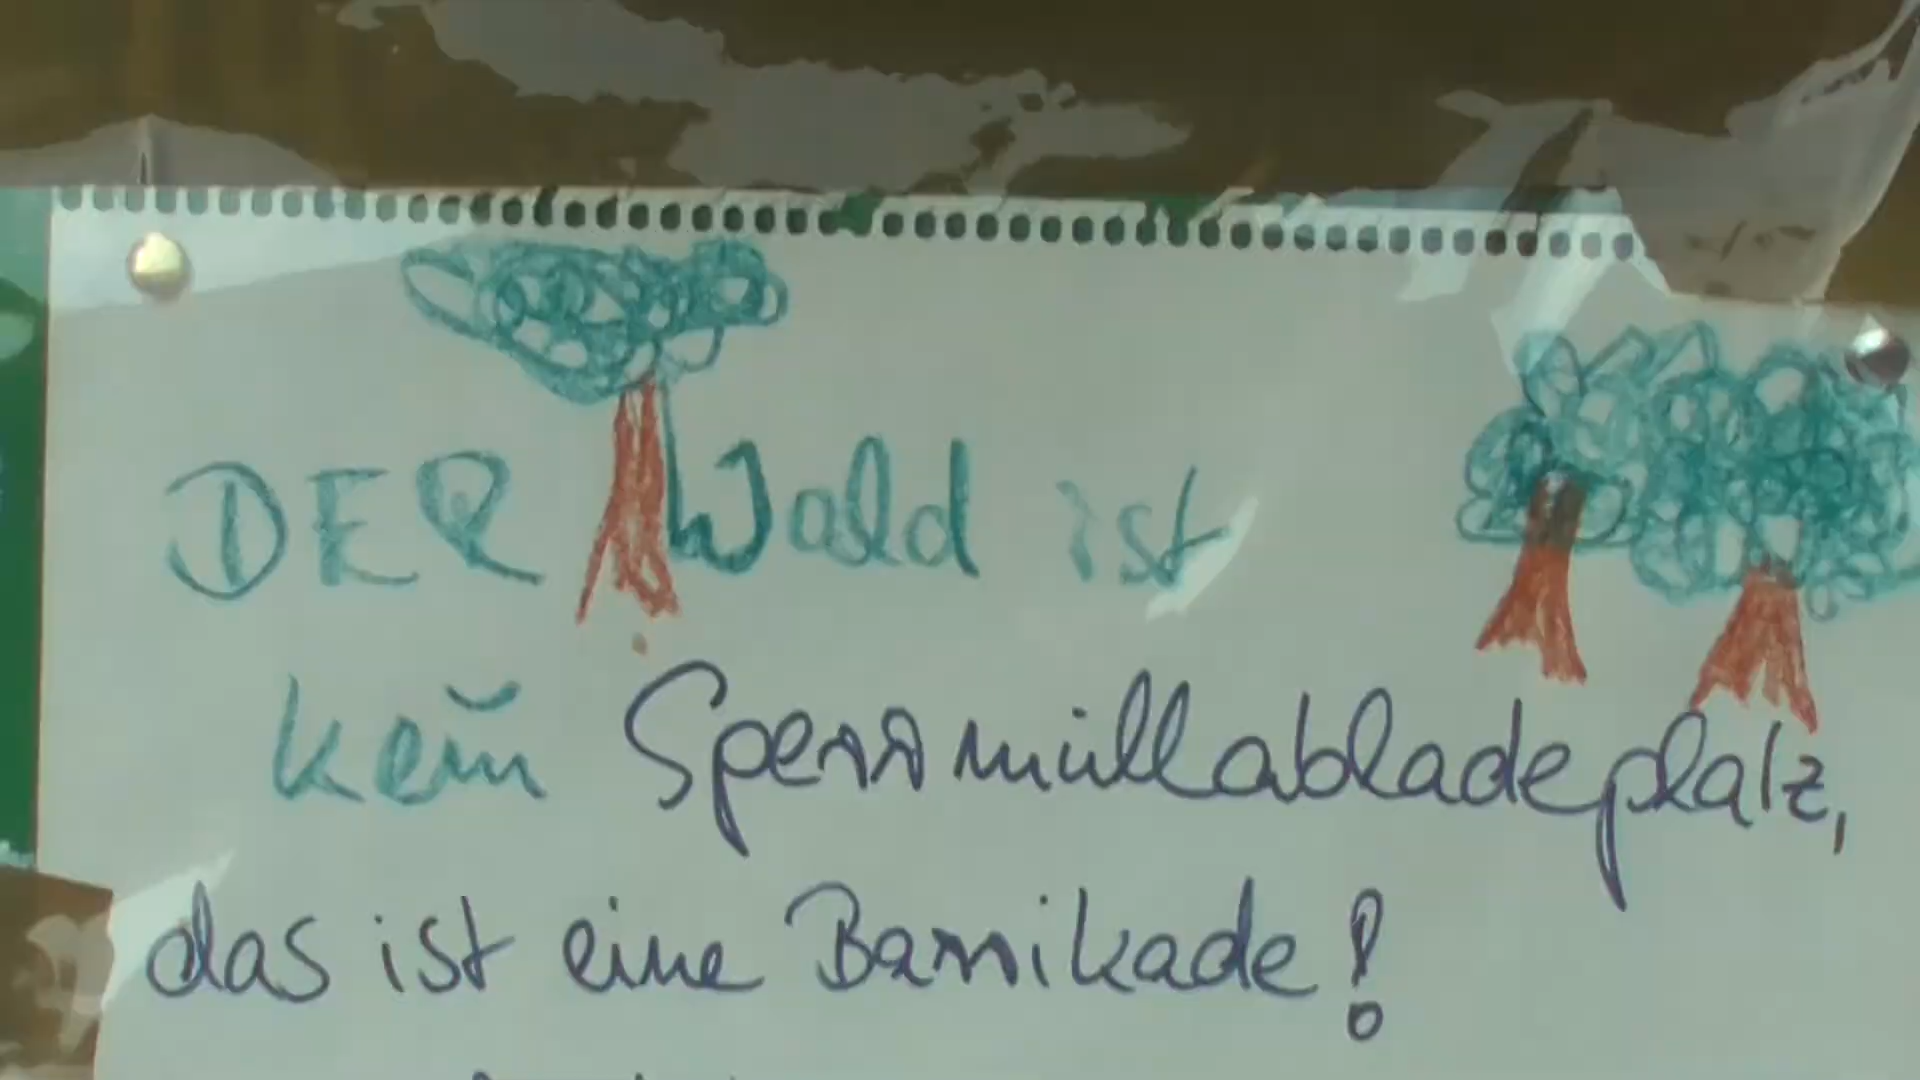 DER Wald ist
kein Sperrmüllabladeplatz,
das ist eine Barrikade!